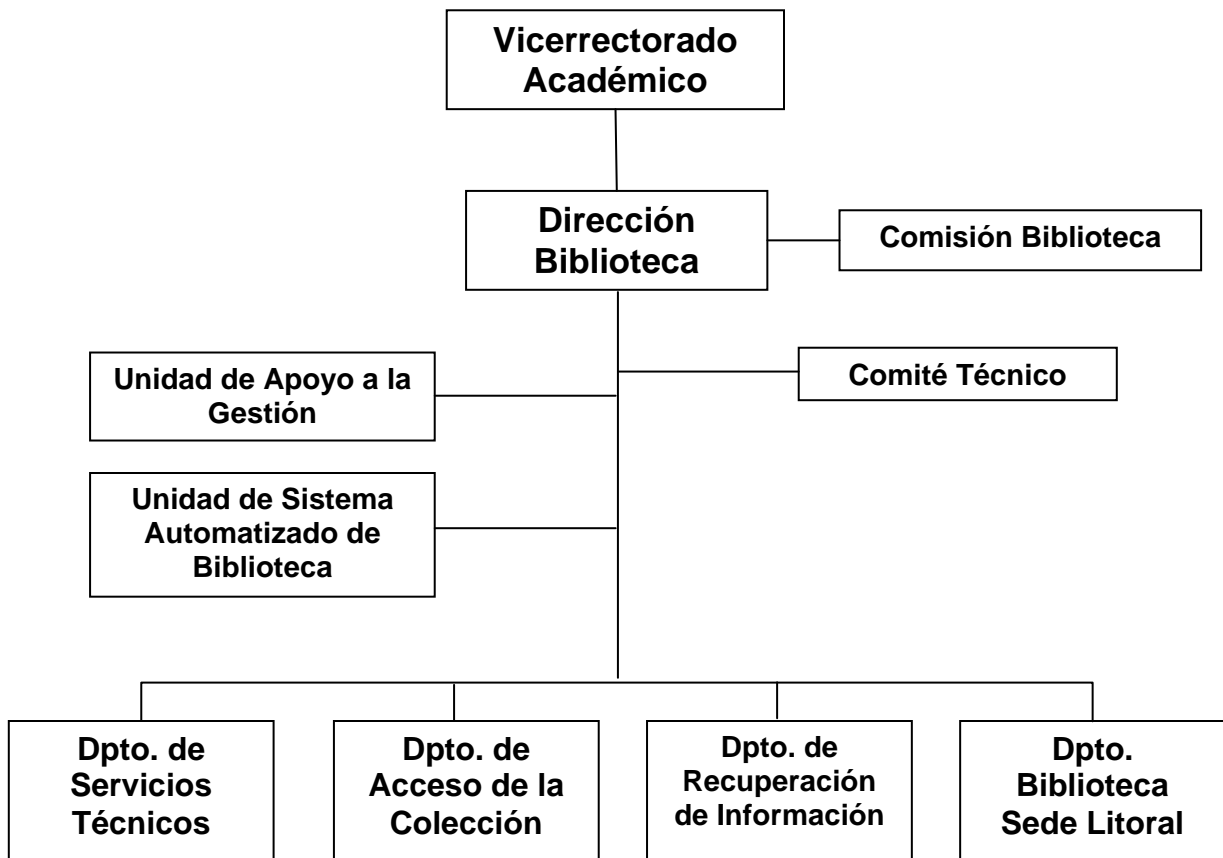 Vicerrectorado
Académico
Dirección
Biblioteca
Comisión Biblioteca
Unidad de Apoyo a la
Gestión
Comité Técnico
Unidad de Sistema
Automatizado de
Biblioteca
Dpto. de
Servicios
Técnicos
Dpto. de
Acceso de la
Colección
Dpto. de
Recuperación
de Información
Dpto.
Biblioteca
Sede Litoral